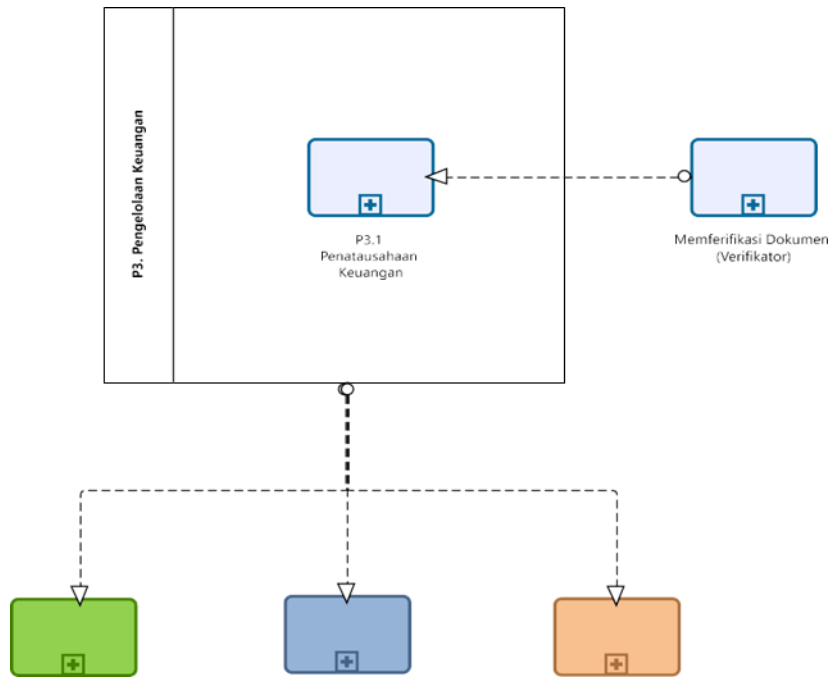 P3. Pengelolaan Keuangan
P3.1
Penatausahaan
Keuangan
Memferifikasi Dokumen
(Verifikator)